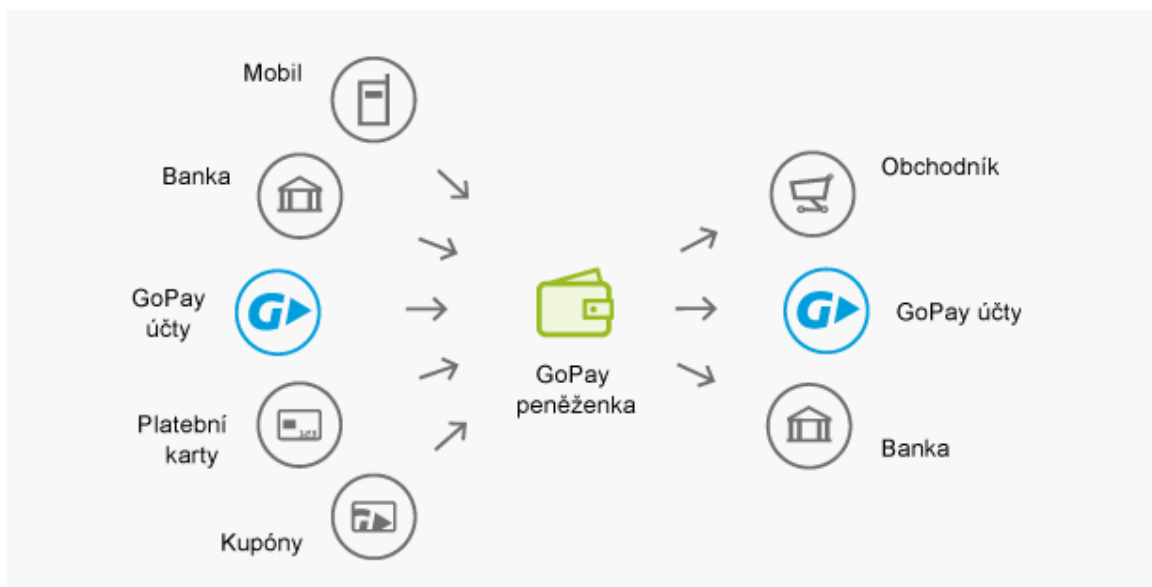 Mobil
Banka
GoPay
účty
Platební
karty
Kupóny
GoPay
peněženka
Obchodník
GoPay účty
Banka